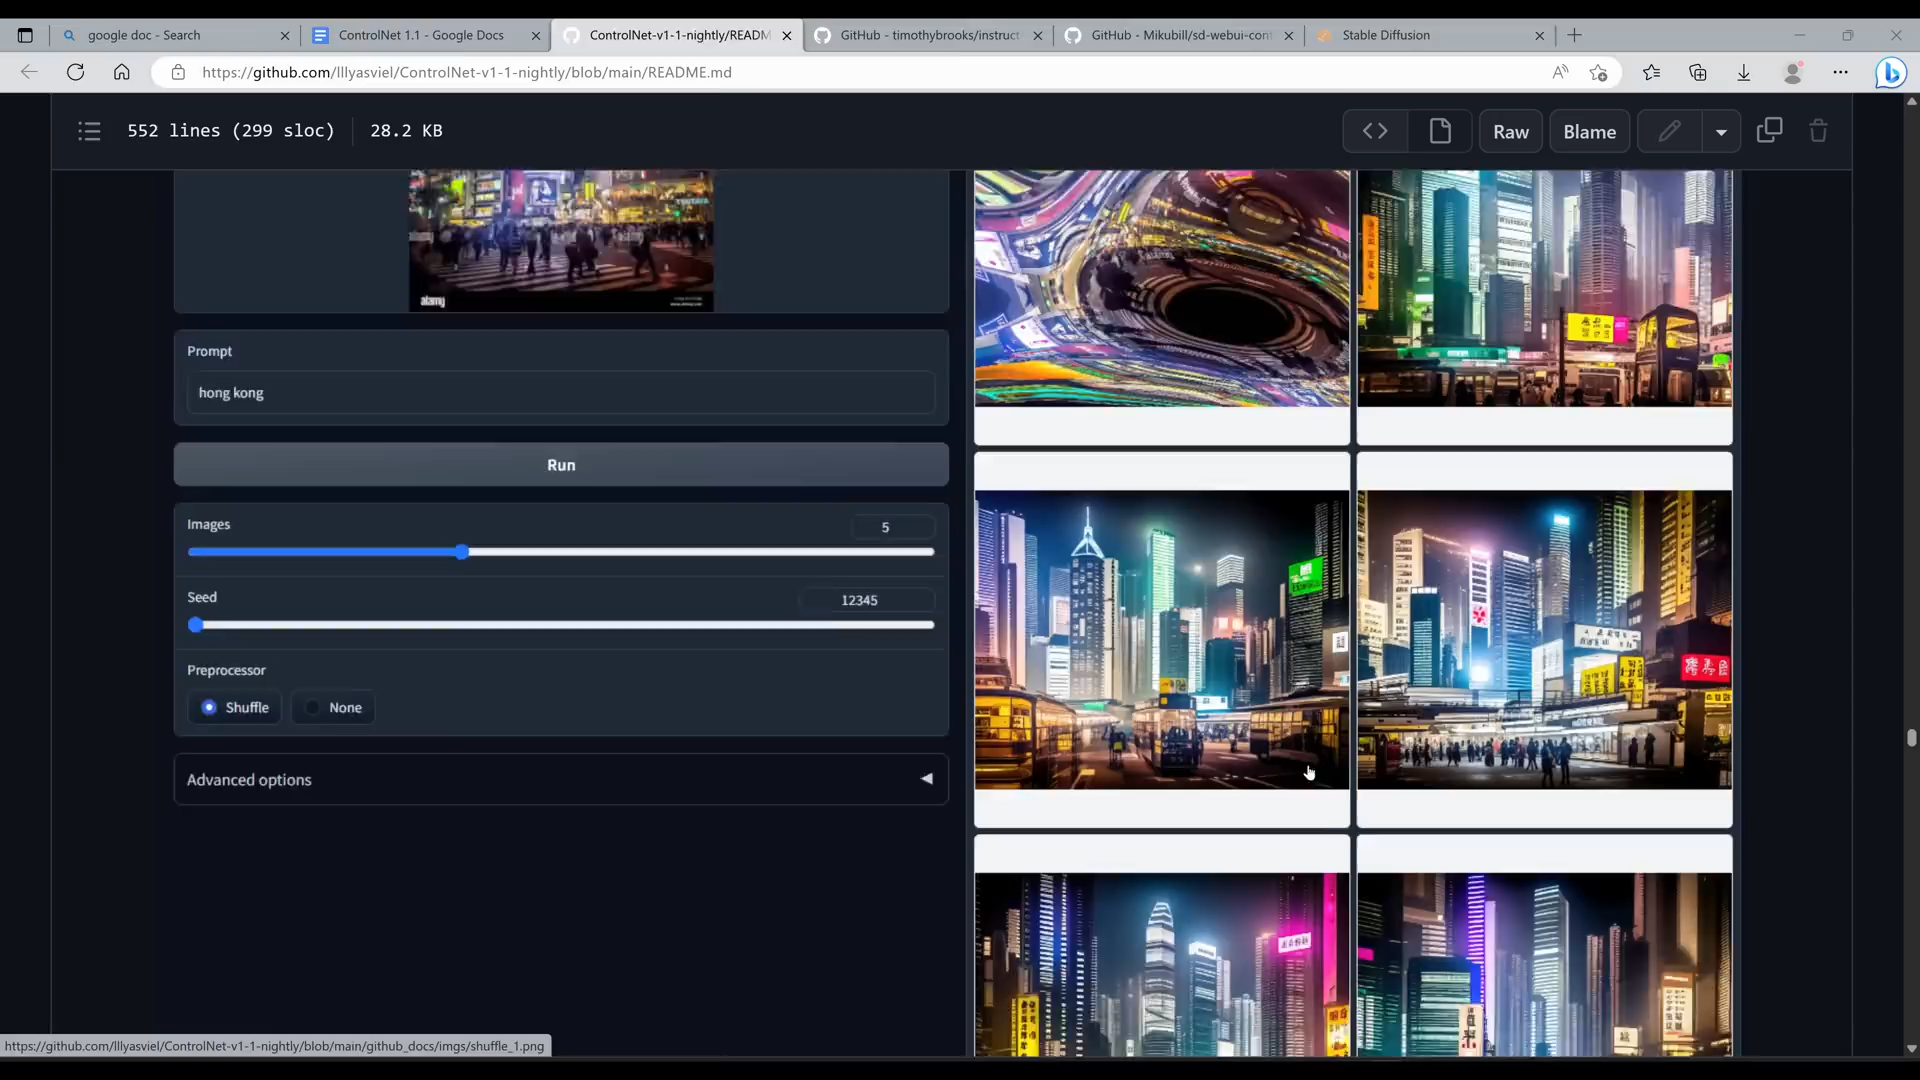 google doc - Search
ControlNet 1.1 - Google Docs
ControlNet-v1-1-nightly/READM
GitHub - timothybrooks/instruct
GitHub - Mikubill/sd-webui-con
Stable Diffusion
https://github.com/lllyasviel/ControlNet-v1-1-nightly/blob/main/README.md
552 lines (299 sloc)
28.2 KB
Raw
Blame
alamy
Prompt
hong kong
Run
Images
5
Seed
12345
Preprocessor
Shuffle
None
Advanced options
https://github.com/lllyasviel/ControlNet-v1-1-nightly/blob/main/github_docs/imgs/shuffle_1.png